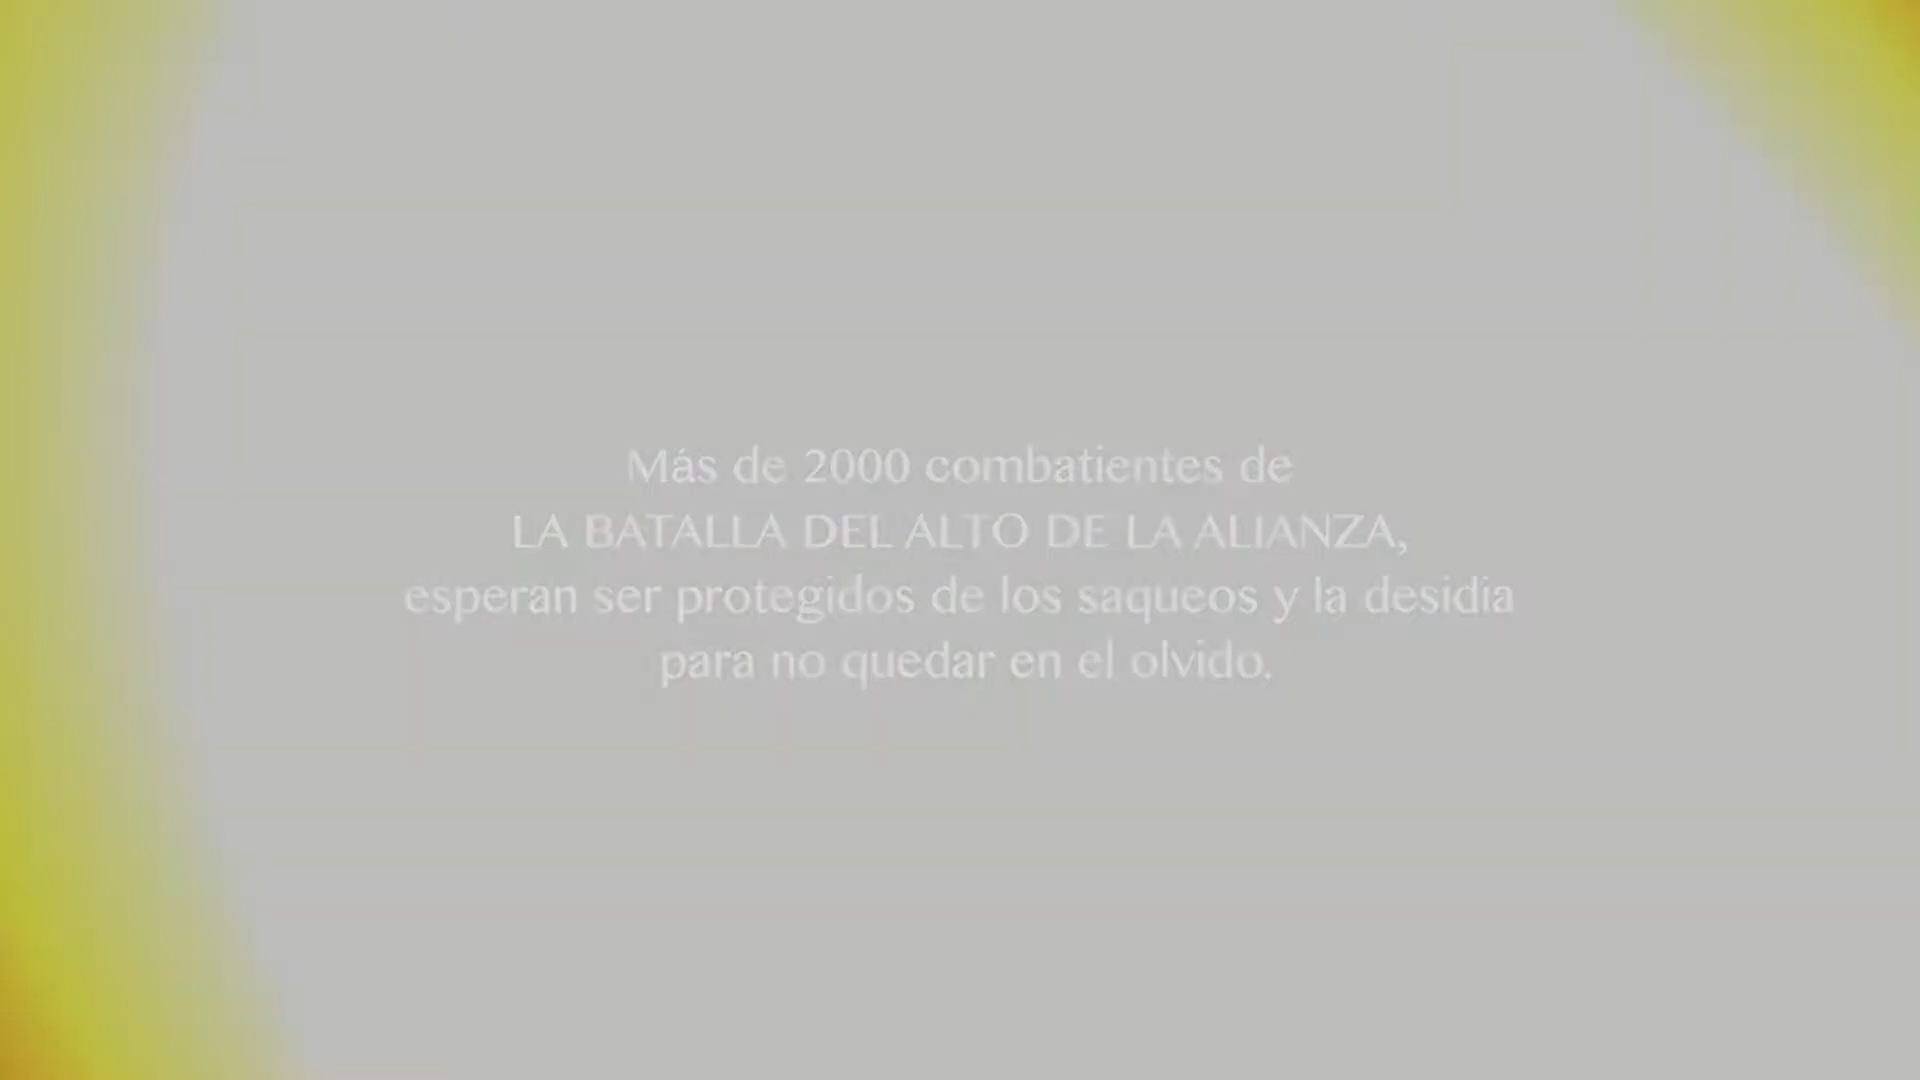 Más de 2000 combatientes de
LA BATALLA DEL ALTO DE LA ALIANZA,
esperan ser protegidos de los saqueos y la desidia
para no quedar en el olvido.